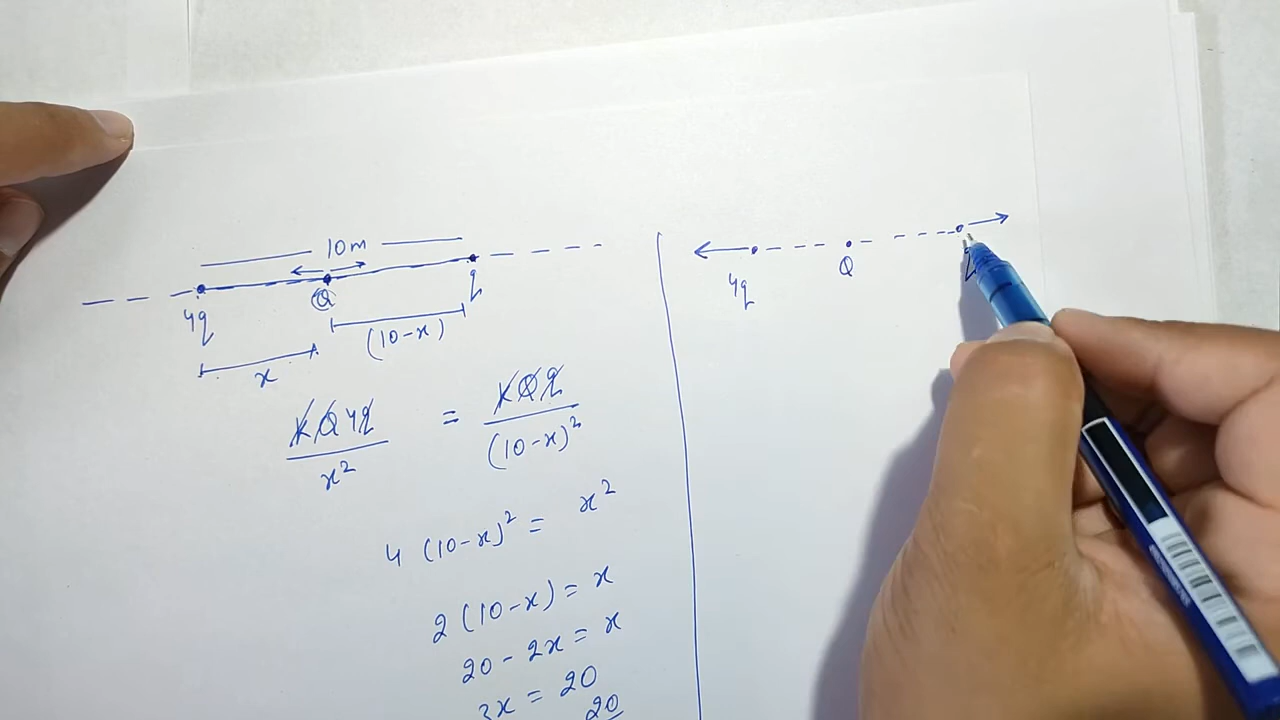 10m
4q Q q
x (10-x)
KQ4q/x² = KQq/(10-x)²
4 (10-x)² = x²
2 (10-x) = x
20 - 2x = x
3x = 20
20
4q Q q